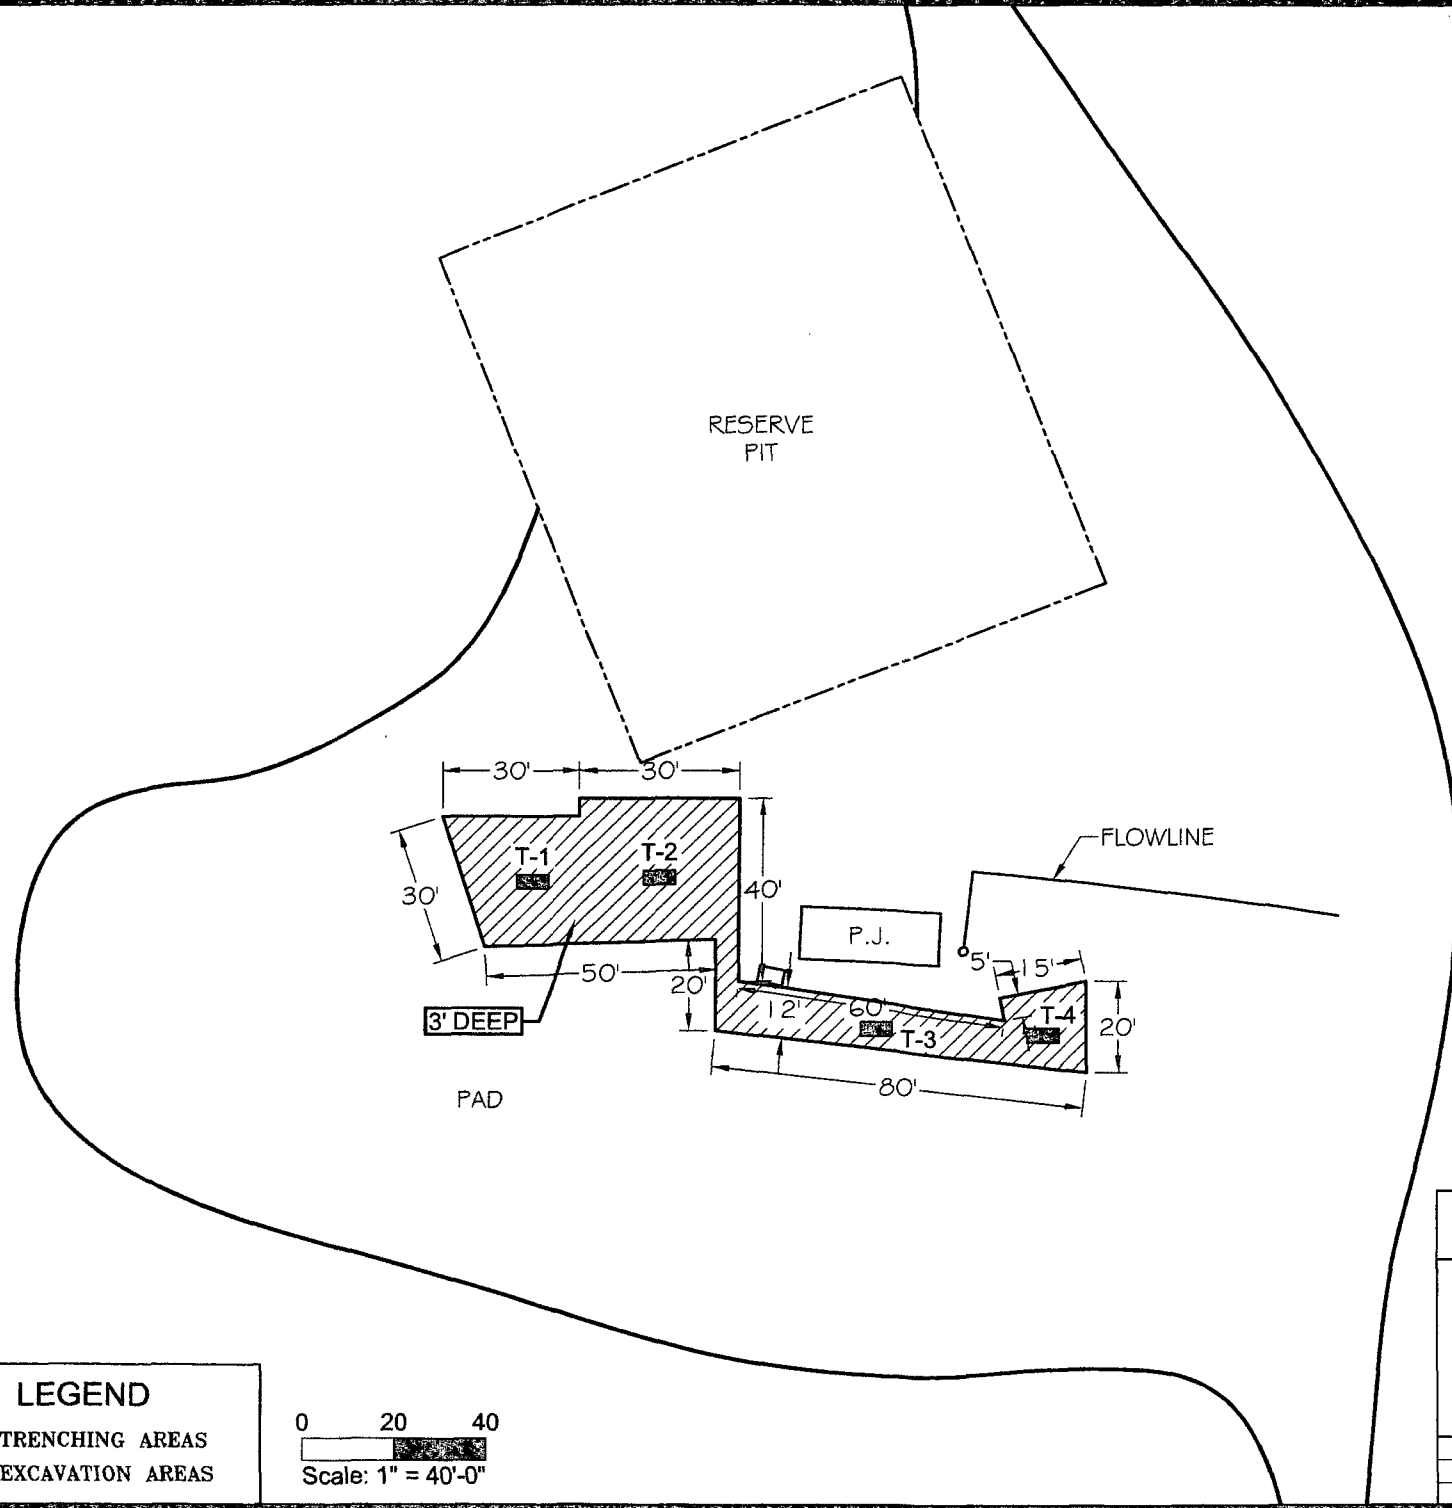 RESERVE
PIT
30'
30'
FLOWLINE
T-1
T-2
30'
40'
P.J.
5'
15'
50'
20'
12'
60'
T-4
3' DEEP
T-3
20'
80'
PAD
LEGEND
TRENCHING AREAS
EXCAVATION AREAS
0 20 40
Scale: 1" = 40'-0"